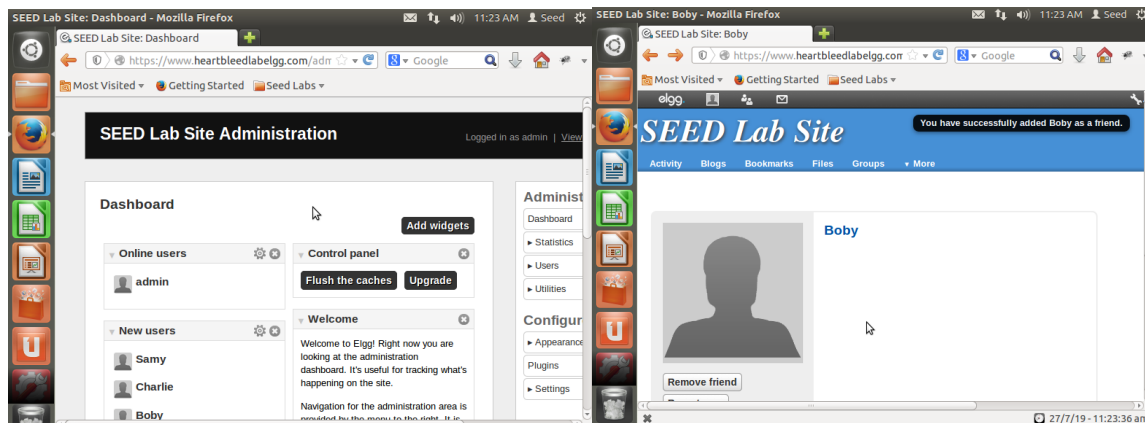 SEED Lab Site: Dashboard - Mozilla Firefox
11:23 AM Seed
SEED Lab Site: Dashboard
https://www.heartbleedlabelgg.com/adm
Google
Most Visited
Getting Started
Seed Labs
SEED Lab Site Administration
Logged in as admin | View
Dashboard
Add widgets
Online users
admin
New users
Samy
Charlie
Boby
Control panel
Flush the caches
Upgrade
Welcome
Welcome to Elgg! Right now you are
looking at the administration
dashboard. It's useful for tracking what's
happening on the site.
Navigation for the administration area is
provided by the menu to the right. It is
Administ
Dashboard
Statistics
Users
Utilities
Configur
Appearance
Plugins
Settings
SEED Lab Site: Boby - Mozilla Firefox
11:23 AM Seed
SEED Lab Site: Boby
https://www.heartbleedlabelgg.com
Google
Most Visited
Getting Started
Seed Labs
elgg
SEED Lab Site
You have successfully added Boby as a friend.
Activity Blogs Bookmarks Files Groups More
Boby
Remove friend
27/7/19 - 11:23:36 am